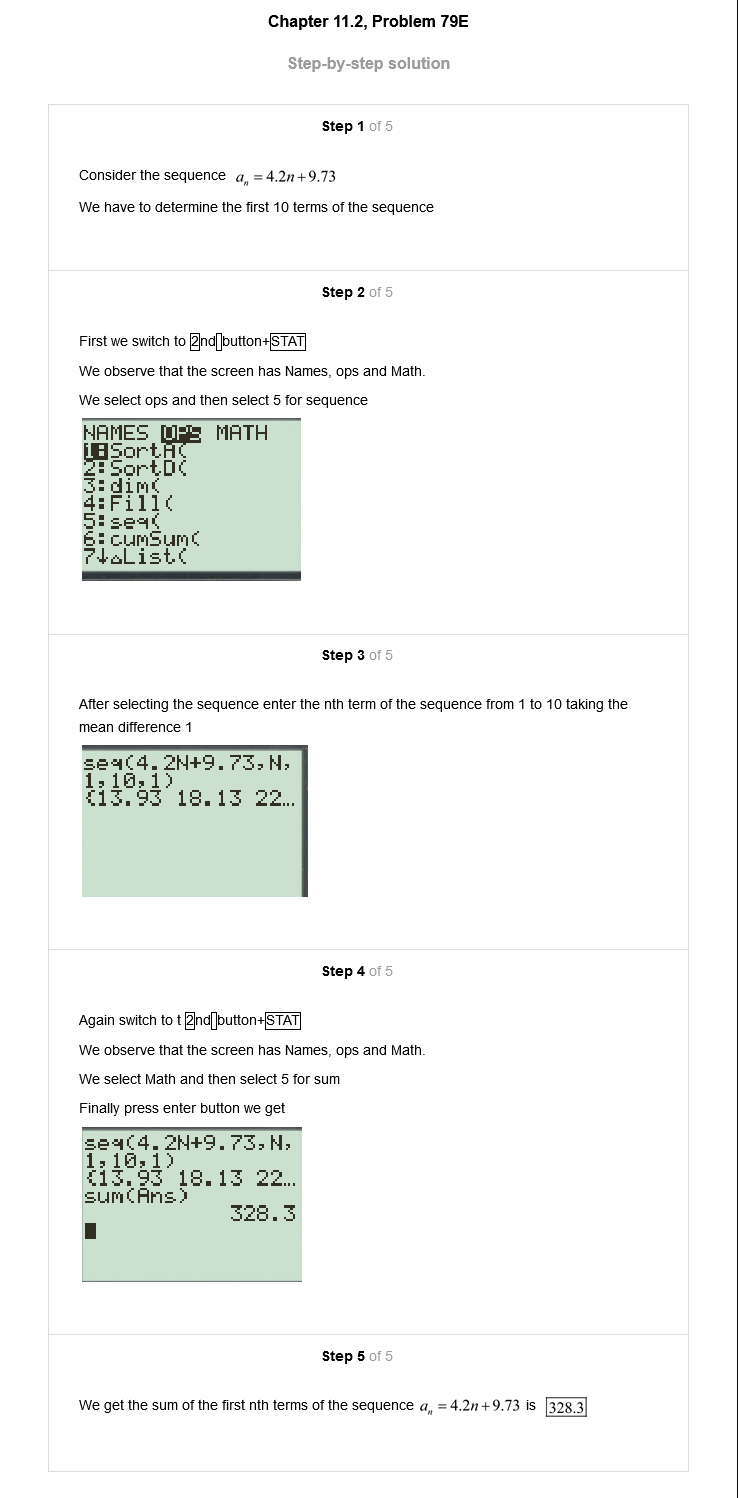 Chapter 11.2, Problem 79E
Step-by-step solution
Step 1 of 5
Consider the sequence aₙ = 4.2n+9.73
We have to determine the first 10 terms of the sequence
Step 2 of 5
First we switch to 2nd button+STAT
We observe that the screen has Names, ops and Math.
We select ops and then select 5 for sequence
NAMES OPS MATH
1:SortA(
2:SortD(
3:dim(
4:Fill(
5:seq(
6:cumSum(
7↓△List(
Step 3 of 5
After selecting the sequence enter the nth term of the sequence from 1 to 10 taking the
mean difference 1
seq(4.2N+9.73,N,
1,10,1)
{13.93 18.13 22…
Step 4 of 5
Again switch to t 2nd button+STAT
We observe that the screen has Names, ops and Math.
We select Math and then select 5 for sum
Finally press enter button we get
seq(4.2N+9.73,N,
1,10,1)
{13.93 18.13 22…
sum(Ans)
328.3
Step 5 of 5
We get the sum of the first nth terms of the sequence aₙ = 4.2n+9.73 is 328.3